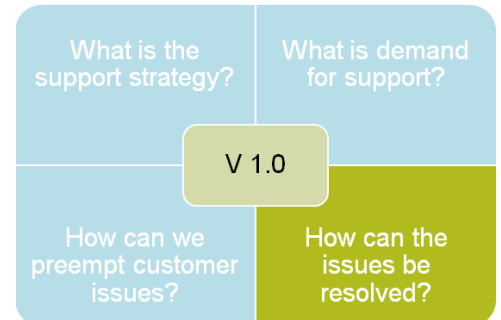 What is the
support strategy?
What is demand
for support?
V 1.0
How can we
preempt customer
issues?
How can the
issues be
resolved?